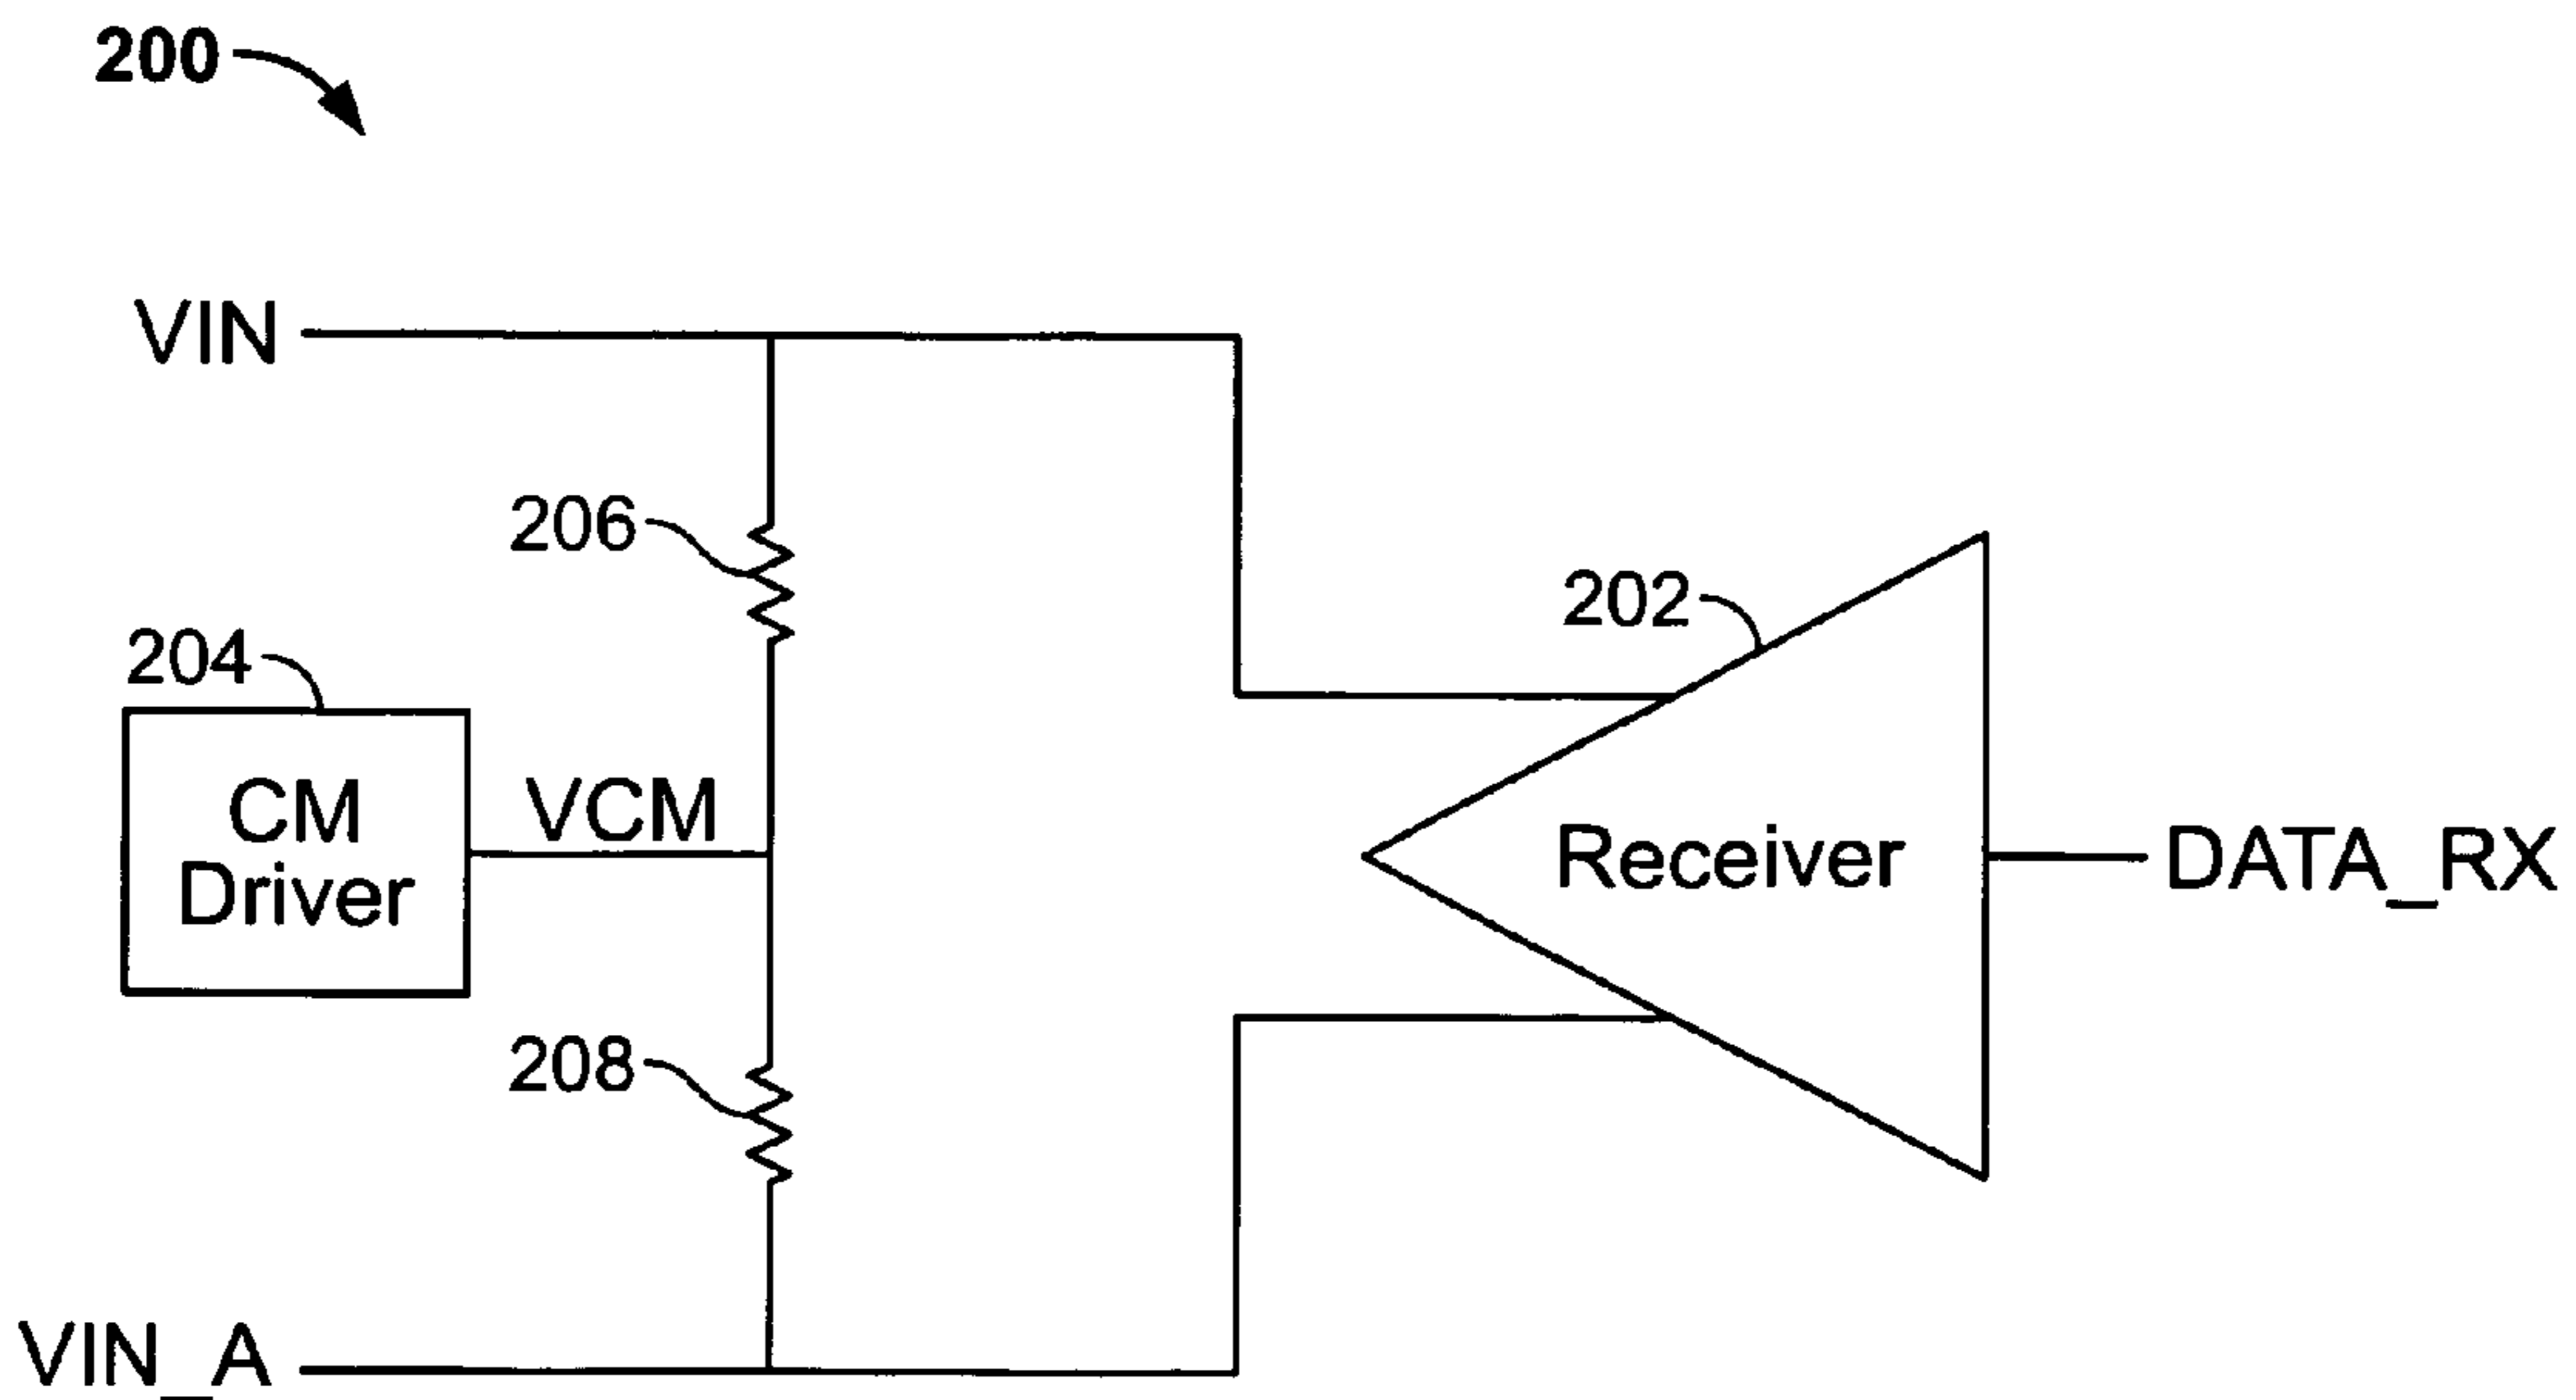 200
VIN
206
202
204
CM
Driver
VCM
Receiver
DATA_RX
208
VIN_A